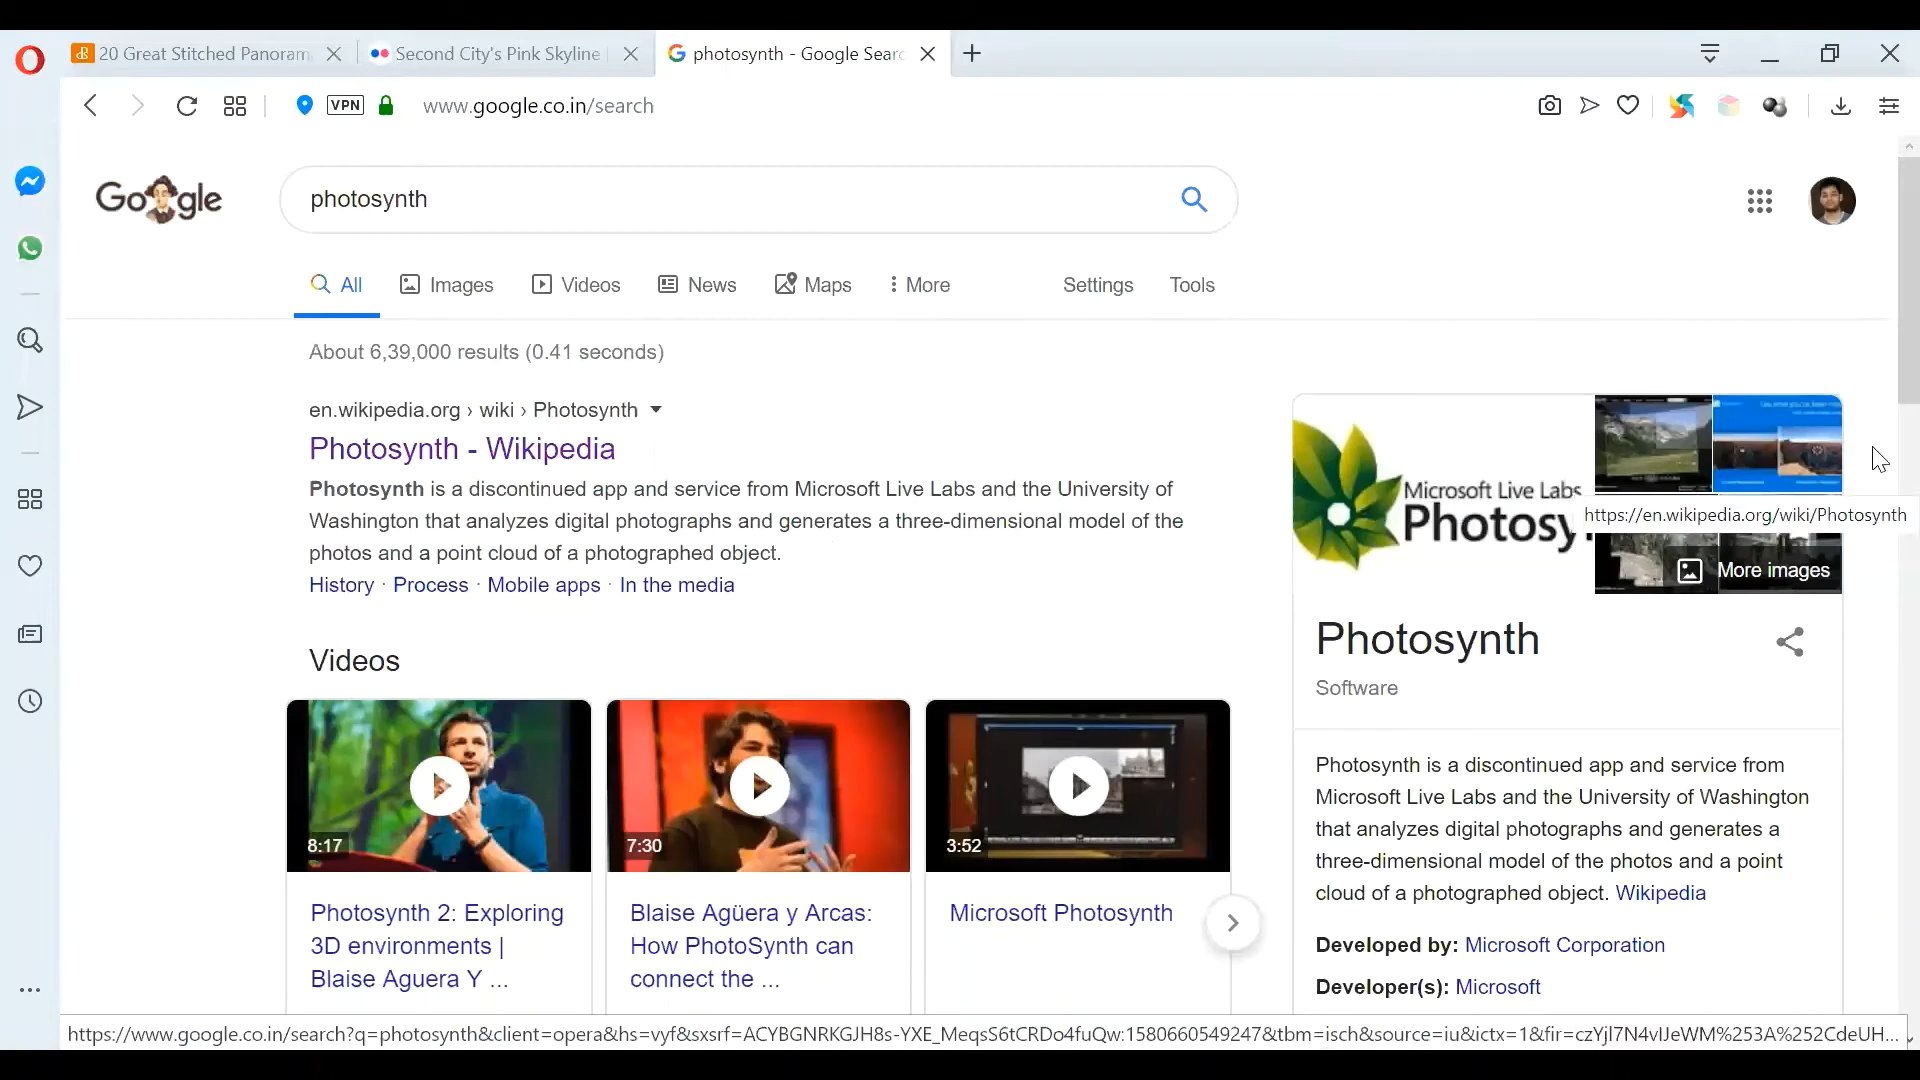 20 Great Stitched Panoram
Second City's Pink Skyline
photosynth - Google Searc
VPN
www.google.co.in/search
Google
photosynth
All
Images
Videos
News
Maps
More
Settings
Tools
About 6,39,000 results (0.41 seconds)
en.wikipedia.org › wiki › Photosynth
Photosynth - Wikipedia
Photosynth is a discontinued app and service from Microsoft Live Labs and the University of
Washington that analyzes digital photographs and generates a three-dimensional model of the
photos and a point cloud of a photographed object.
History · Process · Mobile apps · In the media
Videos
8:17
7:30
3:52
Photosynth 2: Exploring
3D environments |
Blaise Aguera Y ...
Blaise Agüera y Arcas:
How PhotoSynth can
connect the ...
Microsoft Photosynth
Microsoft Live Labs
Photosy
https://en.wikipedia.org/wiki/Photosynth
More images
Photosynth
Software
Photosynth is a discontinued app and service from
Microsoft Live Labs and the University of Washington
that analyzes digital photographs and generates a
three-dimensional model of the photos and a point
cloud of a photographed object. Wikipedia
Developed by: Microsoft Corporation
Developer(s): Microsoft
https://www.google.co.in/search?q=photosynth&client=opera&hs=vyf&sxsrf=ACYBGNRKGJH8s-YXE_MeqsS6tCRDo4fuQw:1580660549247&tbm=isch&source=iu&ictx=1&fir=czYjl7N4vIJeWM%253A%252CdeUH...